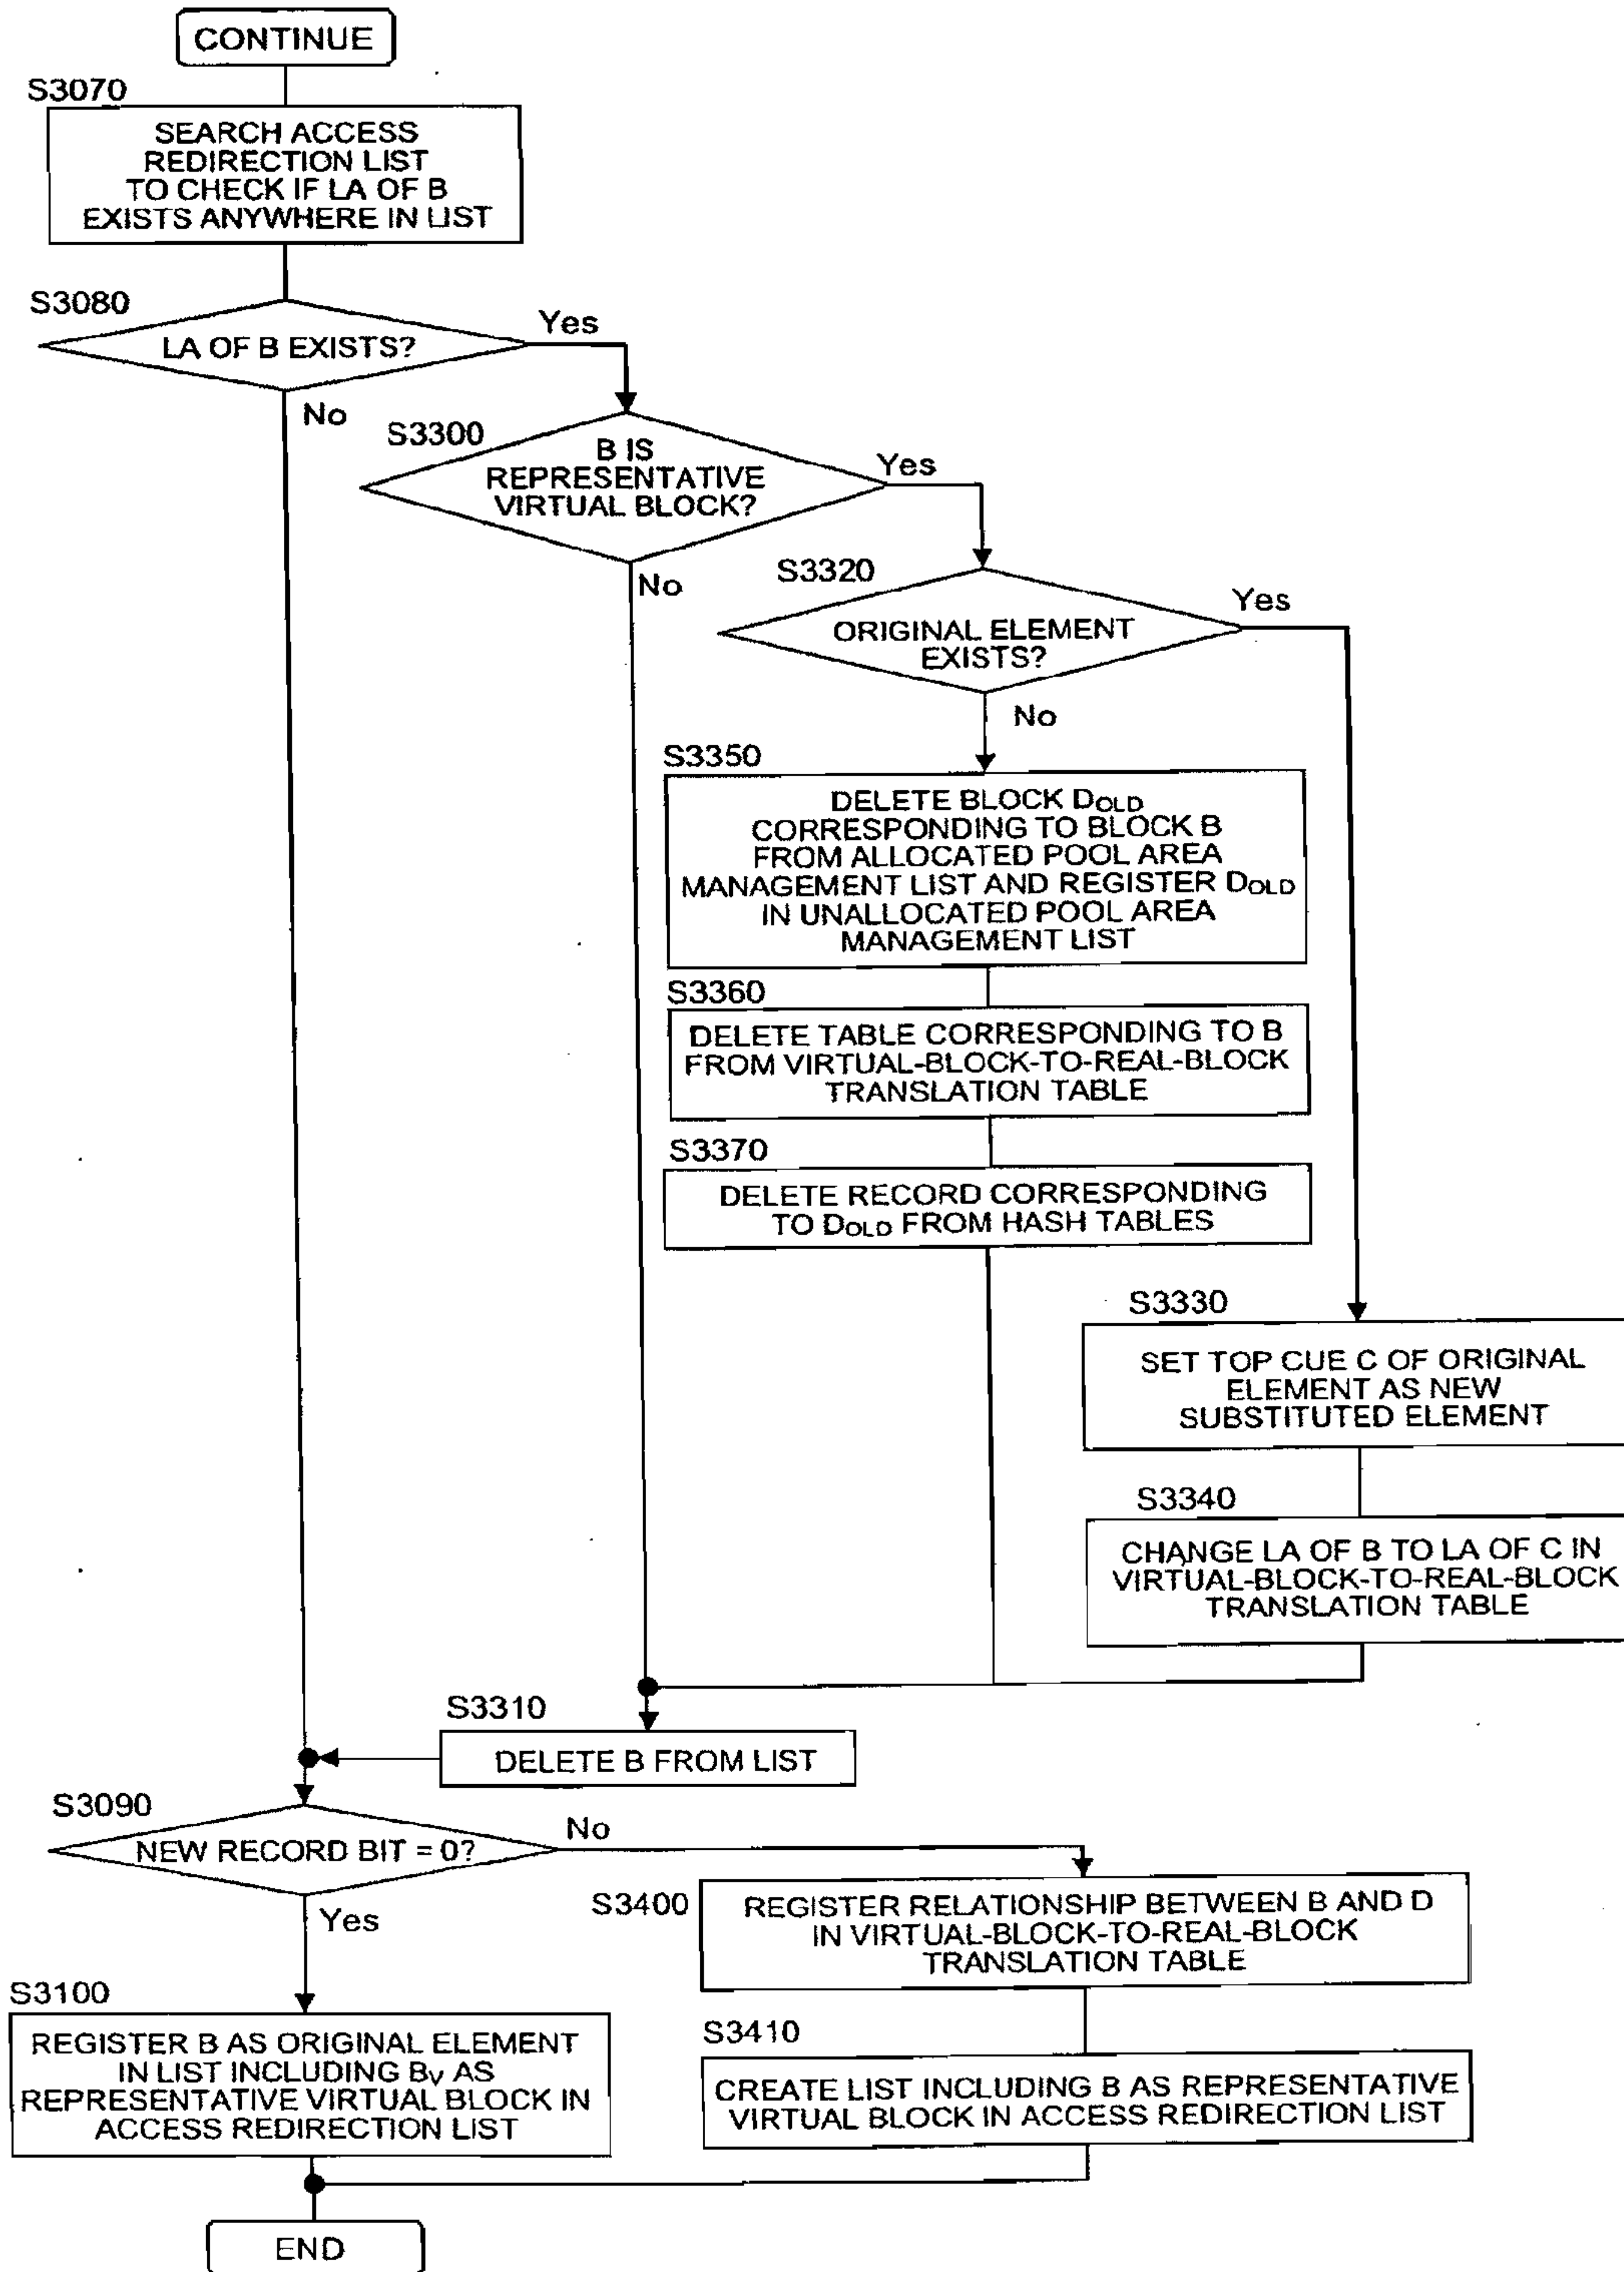 CONTINUE
S3070
SEARCH ACCESS
REDIRECTION LIST
TO CHECK IF LA OF B
EXISTS ANYWHERE IN LIST
S3080
LA OF B EXISTS?
Yes
No
S3300
B IS
REPRESENTATIVE
VIRTUAL BLOCK?
Yes
No
S3320
ORIGINAL ELEMENT
EXISTS?
Yes
No
S3350
DELETE BLOCK DOLD
CORRESPONDING TO BLOCK B
FROM ALLOCATED POOL AREA
MANAGEMENT LIST AND REGISTER DOLD
IN UNALLOCATED POOL AREA
MANAGEMENT LIST
S3360
DELETE TABLE CORRESPONDING TO B
FROM VIRTUAL-BLOCK-TO-REAL-BLOCK
TRANSLATION TABLE
S3370
DELETE RECORD CORRESPONDING
TO DOLD FROM HASH TABLES
S3330
SET TOP CUE C OF ORIGINAL
ELEMENT AS NEW
SUBSTITUTED ELEMENT
S3340
CHANGE LA OF B TO LA OF C IN
VIRTUAL-BLOCK-TO-REAL-BLOCK
TRANSLATION TABLE
S3310
DELETE B FROM LIST
S3090
NEW RECORD BIT = 0?
No
Yes
S3400
REGISTER RELATIONSHIP BETWEEN B AND D
IN VIRTUAL-BLOCK-TO-REAL-BLOCK
TRANSLATION TABLE
S3100
REGISTER B AS ORIGINAL ELEMENT
IN LIST INCLUDING BV AS
REPRESENTATIVE VIRTUAL BLOCK IN
ACCESS REDIRECTION LIST
S3410
CREATE LIST INCLUDING B AS REPRESENTATIVE
VIRTUAL BLOCK IN ACCESS REDIRECTION LIST
END